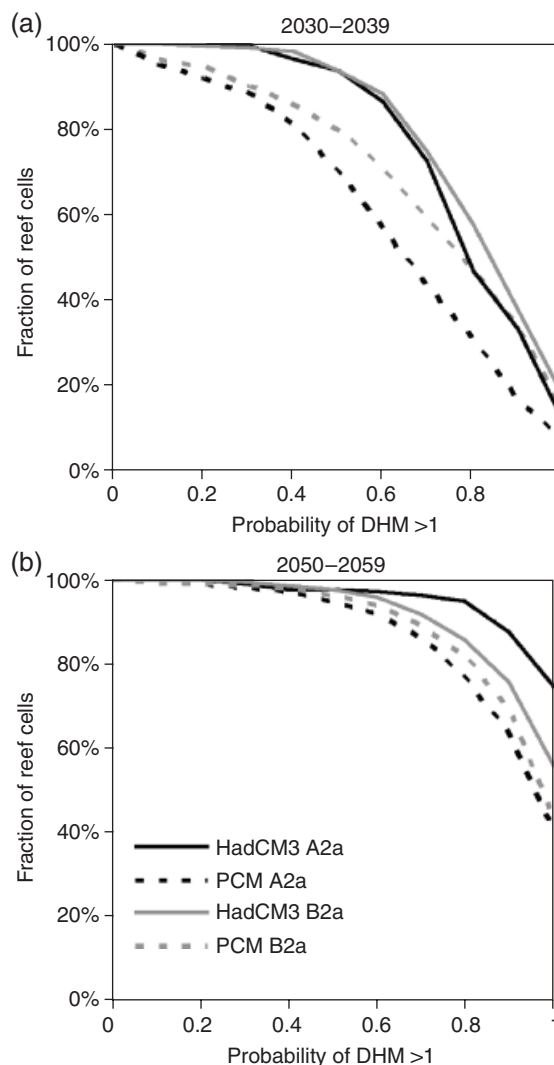 (a)
2030–2039
100%
80%
60%
40%
20%
0%
Fraction of reef cells
0 0.2 0.4 0.6 0.8
Probability of DHM >1
(b)
2050–2059
100%
80%
60%
40%
20%
0%
Fraction of reef cells
HadCM3 A2a
PCM A2a
HadCM3 B2a
PCM B2a
0 0.2 0.4 0.6 0.8
Probability of DHM >1